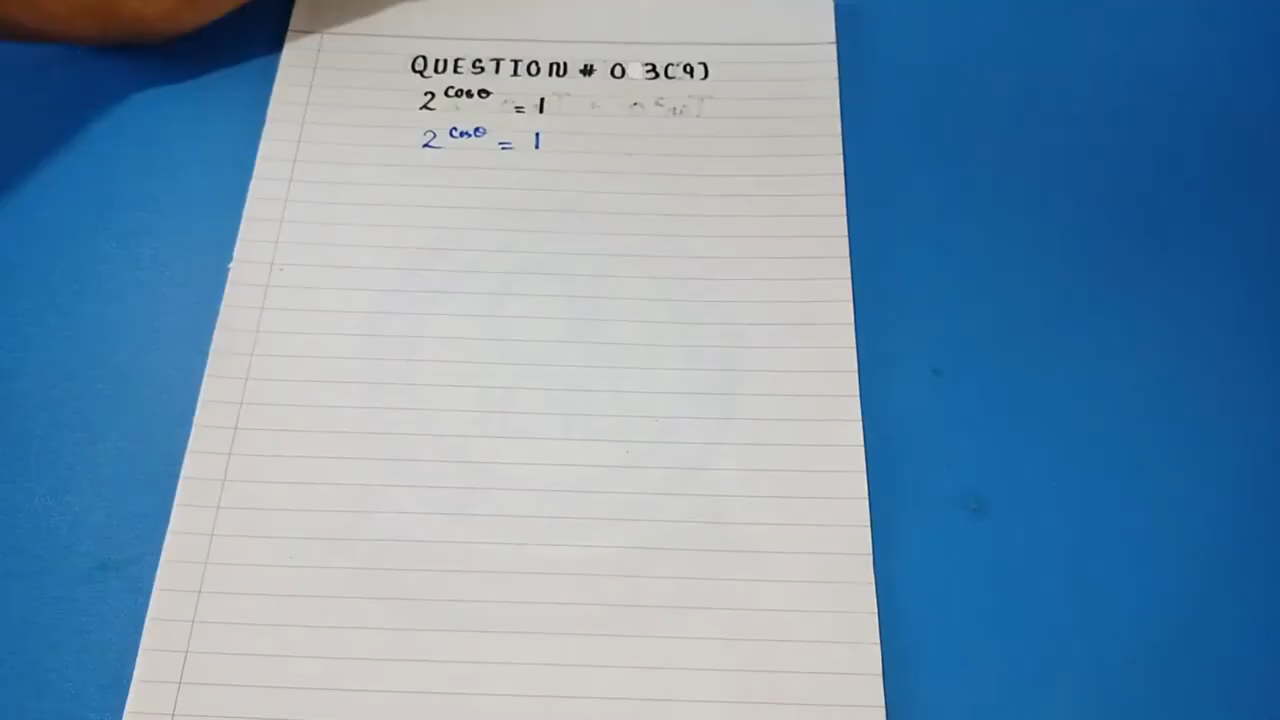 QUESTION # 0 3(9)
2^cosθ = 1
2^cosθ = 1